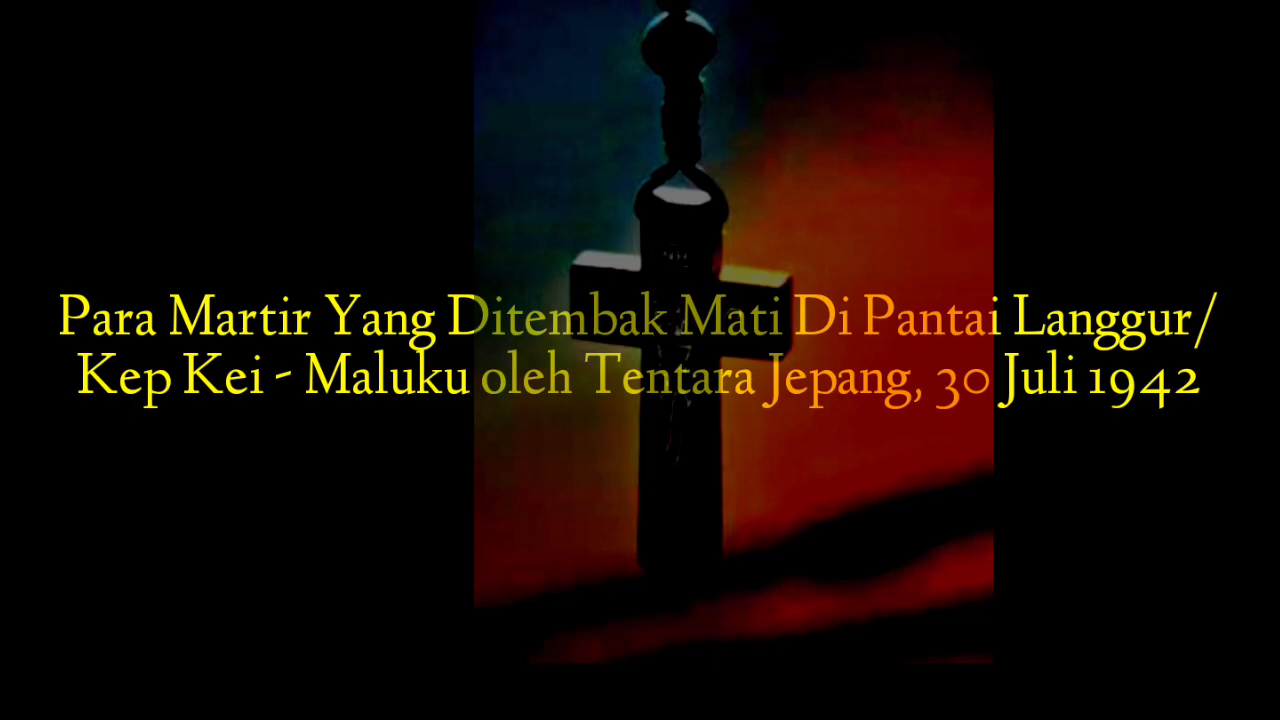 Para Martir Yang Ditembak Mati Di Pantai Langgur/
Kep Kei - Maluku oleh Tentara Jepang, 30 Juli 1942